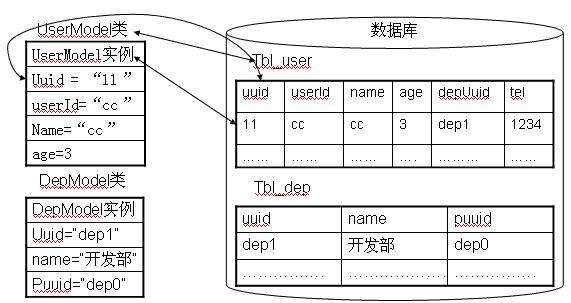 UserModel类
UserModel实例
Uuid = “11”
userId=“cc”
Name=“cc”
age=3
DepModel类
DepModel实例
Uuid="dep1"
name="开发部"
Puuid="dep0"
数据库
Tbl_user
uuid userId name age depUuid tel
11 cc cc 3 dep1 1234
...... ...... ...... .... ......... ......
Tbl_dep
uuid name puuid
dep1 开发部 dep0
............... ..................... ...............